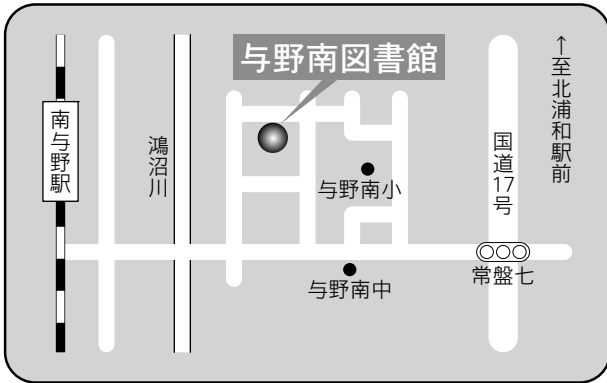 与野南図書館
↑至北浦和駅前
南与野駅
鴻沼川
国道17号
与野南小
常盤七
与野南中